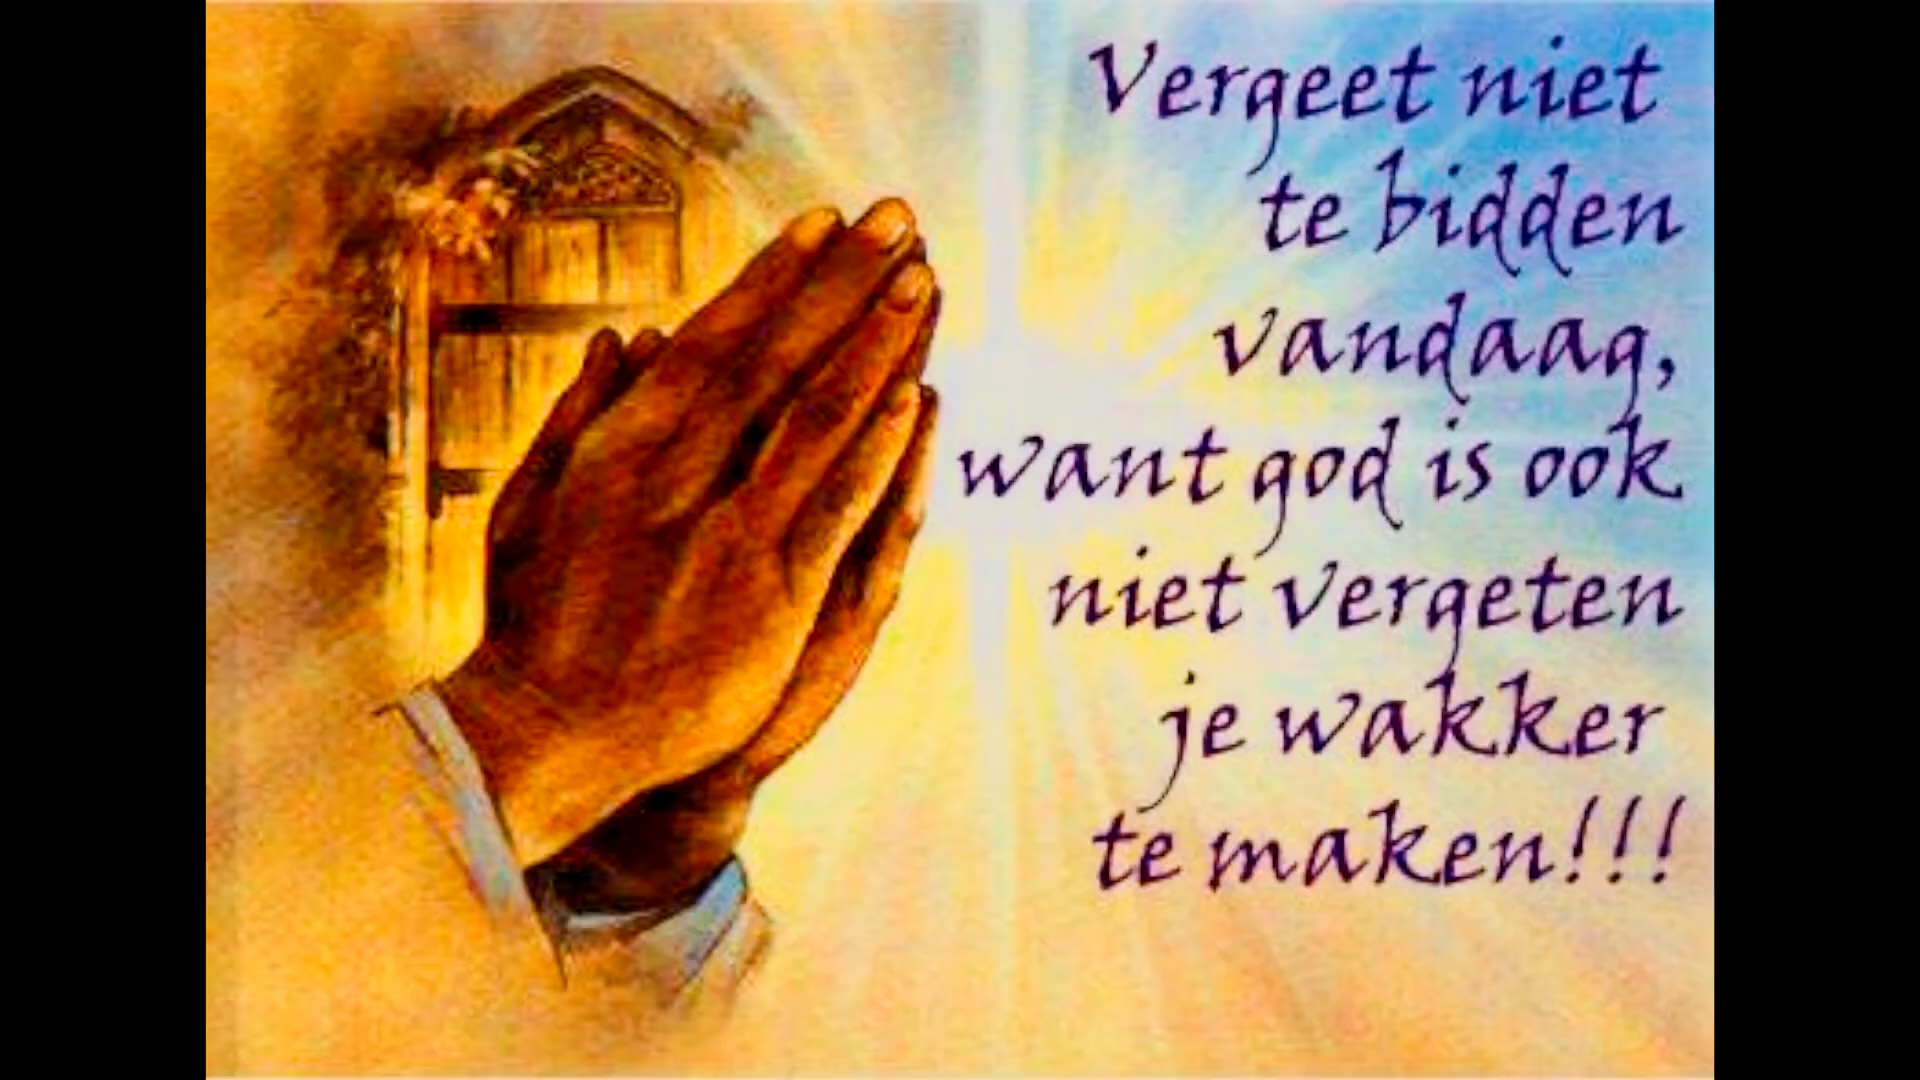 Vergeet niet
te bidden
vandaag,
want god is ook
niet vergeten
je wakker
te maken!!!